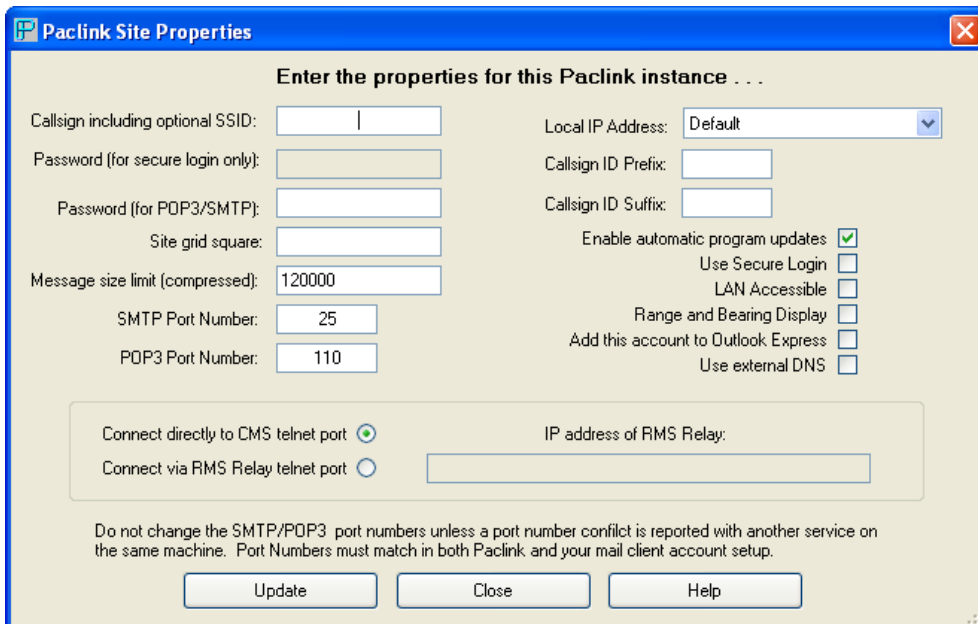 Paclink Site Properties
Enter the properties for this Paclink instance . . .
Callsign including optional SSID:
Password (for secure login only):
Password (for POP3/SMTP):
Site grid square:
Message size limit (compressed): 120000
SMTP Port Number: 25
POP3 Port Number: 110
Local IP Address: Default
Callsign ID Prefix:
Callsign ID Suffix:
Enable automatic program updates
Use Secure Login
LAN Accessible
Range and Bearing Display
Add this account to Outlook Express
Use external DNS
Connect directly to CMS telnet port
Connect via RMS Relay telnet port
IP address of RMS Relay:
Do not change the SMTP/POP3 port numbers unless a port number confilct is reported with another service on
the same machine. Port Numbers must match in both Paclink and your mail client account setup.
Update Close Help